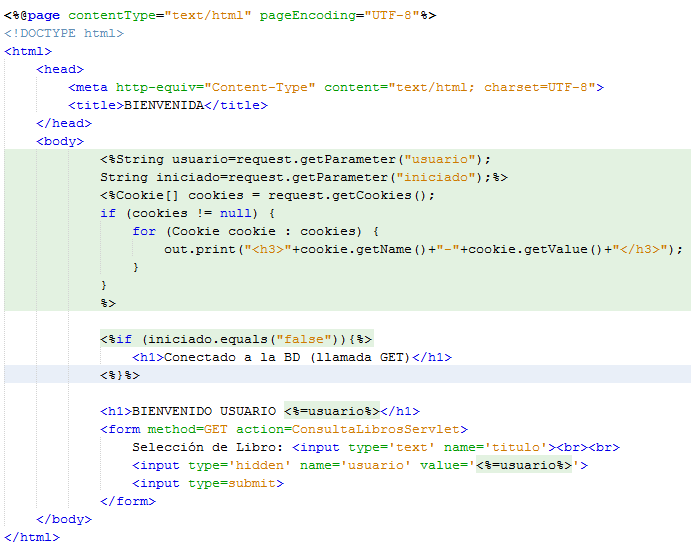 <%@page contentType="text/html" pageEncoding="UTF-8"%>
<!DOCTYPE html>
<html>
    <head>
        <meta http-equiv="Content-Type" content="text/html; charset=UTF-8">
        <title>BIENVENIDA</title>
    </head>
    <body>
            <%String usuario=request.getParameter("usuario");
            String iniciado=request.getParameter("iniciado");%>
            <%Cookie[] cookies = request.getCookies();
            if (cookies != null) {
                for (Cookie cookie : cookies) {
                    out.print("<h3>"+cookie.getName()+"-"+cookie.getValue()+"</h3>");
                }
            }
            %>

            <%if (iniciado.equals("false")){%>
                <h1>Conectado a la BD (llamada GET)</h1>
            <%}%>

            <h1>BIENVENIDO USUARIO <%=usuario%></h1>
            <form method=GET action=ConsultaLibrosServlet>
                Selección de Libro: <input type='text' name='titulo'><br><br>
                <input type='hidden' name='usuario' value='<%=usuario%>'>
                <input type=submit>
            </form>
    </body>
</html>